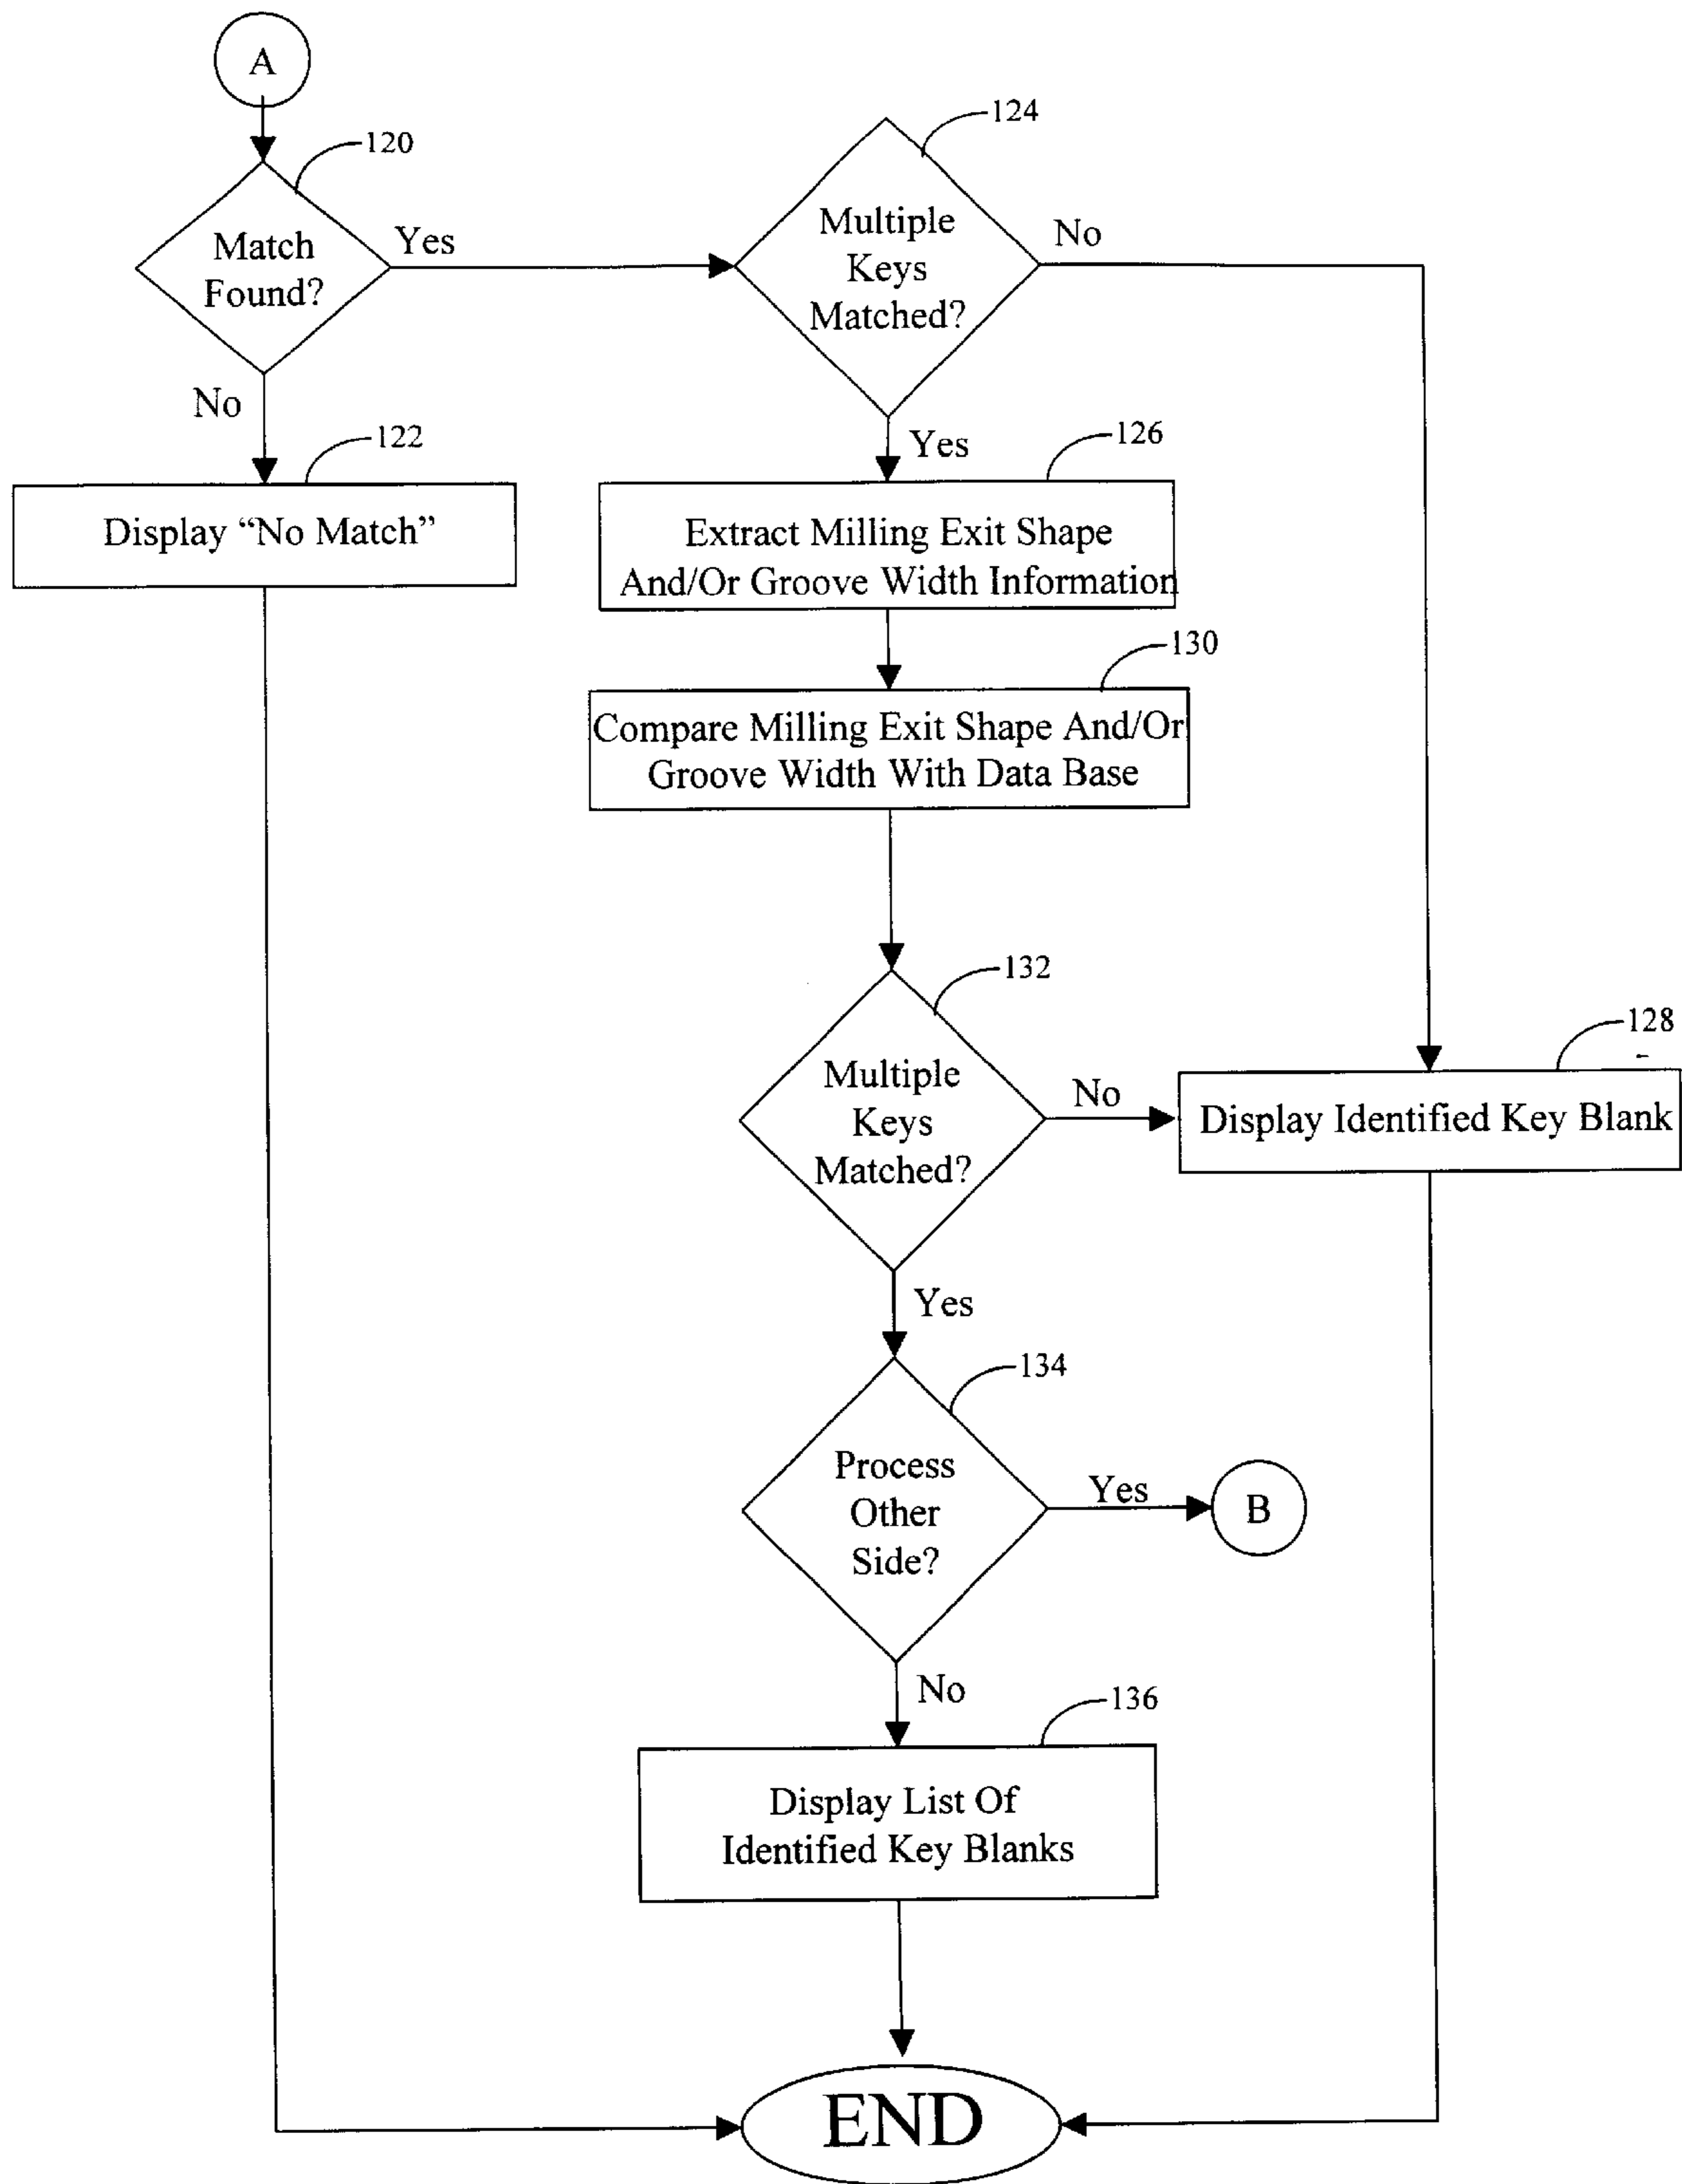 A
120
Match
Found?
Yes
No
124
Multiple
Keys
Matched?
No
Yes
122
Display “No Match”
126
Extract Milling Exit Shape
And/Or Groove Width Information
130
Compare Milling Exit Shape And/Or
Groove Width With Data Base
132
Multiple
Keys
Matched?
No
Yes
128
Display Identified Key Blank
134
Process
Other
Side?
Yes
B
No
136
Display List Of
Identified Key Blanks
END